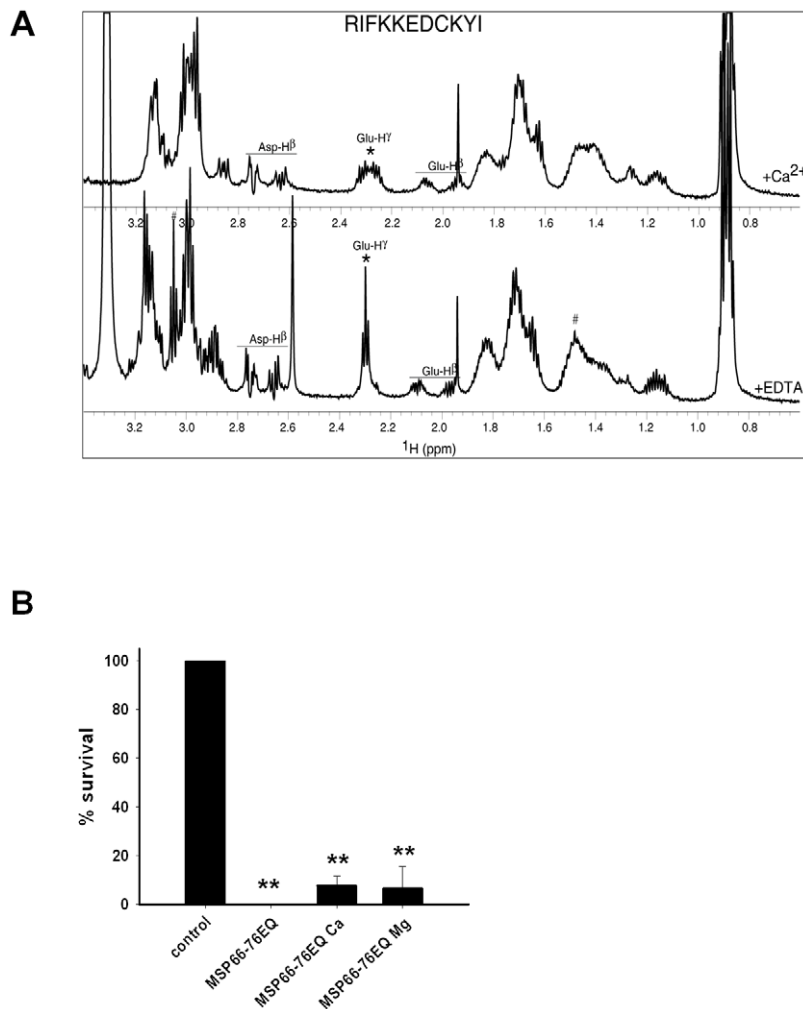 A
RIFKKEDCKYI
Asp-Hβ
Glu-Hγ
*
Glu-Hβ
+Ca2+
3.2 3.0 2.8 2.6 2.4 2.2 2.0 1.8 1.6 1.4 1.2 1.0 0.8
#
Glu-Hγ
*
Asp-Hβ
Glu-Hβ
#
+EDTA
3.2 3.0 2.8 2.6 2.4 2.2 2.0 1.8 1.6 1.4 1.2 1.0 0.8
1H (ppm)
B
% survival
100
80
60
40
20
0
**
**
**
control
MSP66-76EQ
MSP66-76EQ Ca
MSP66-76EQ Mg